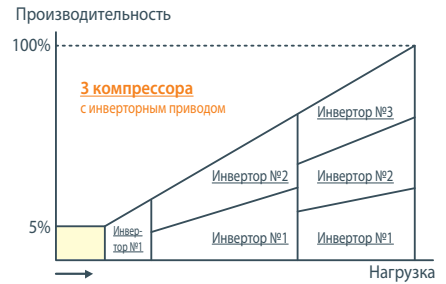 Производительность
100%
3 компрессора
с инверторным приводом
Инвертор №3
Инвертор №2
Инвертор №2
5%
Инвер-
тор №1
Инвертор №1
Инвертор №1
Нагрузка